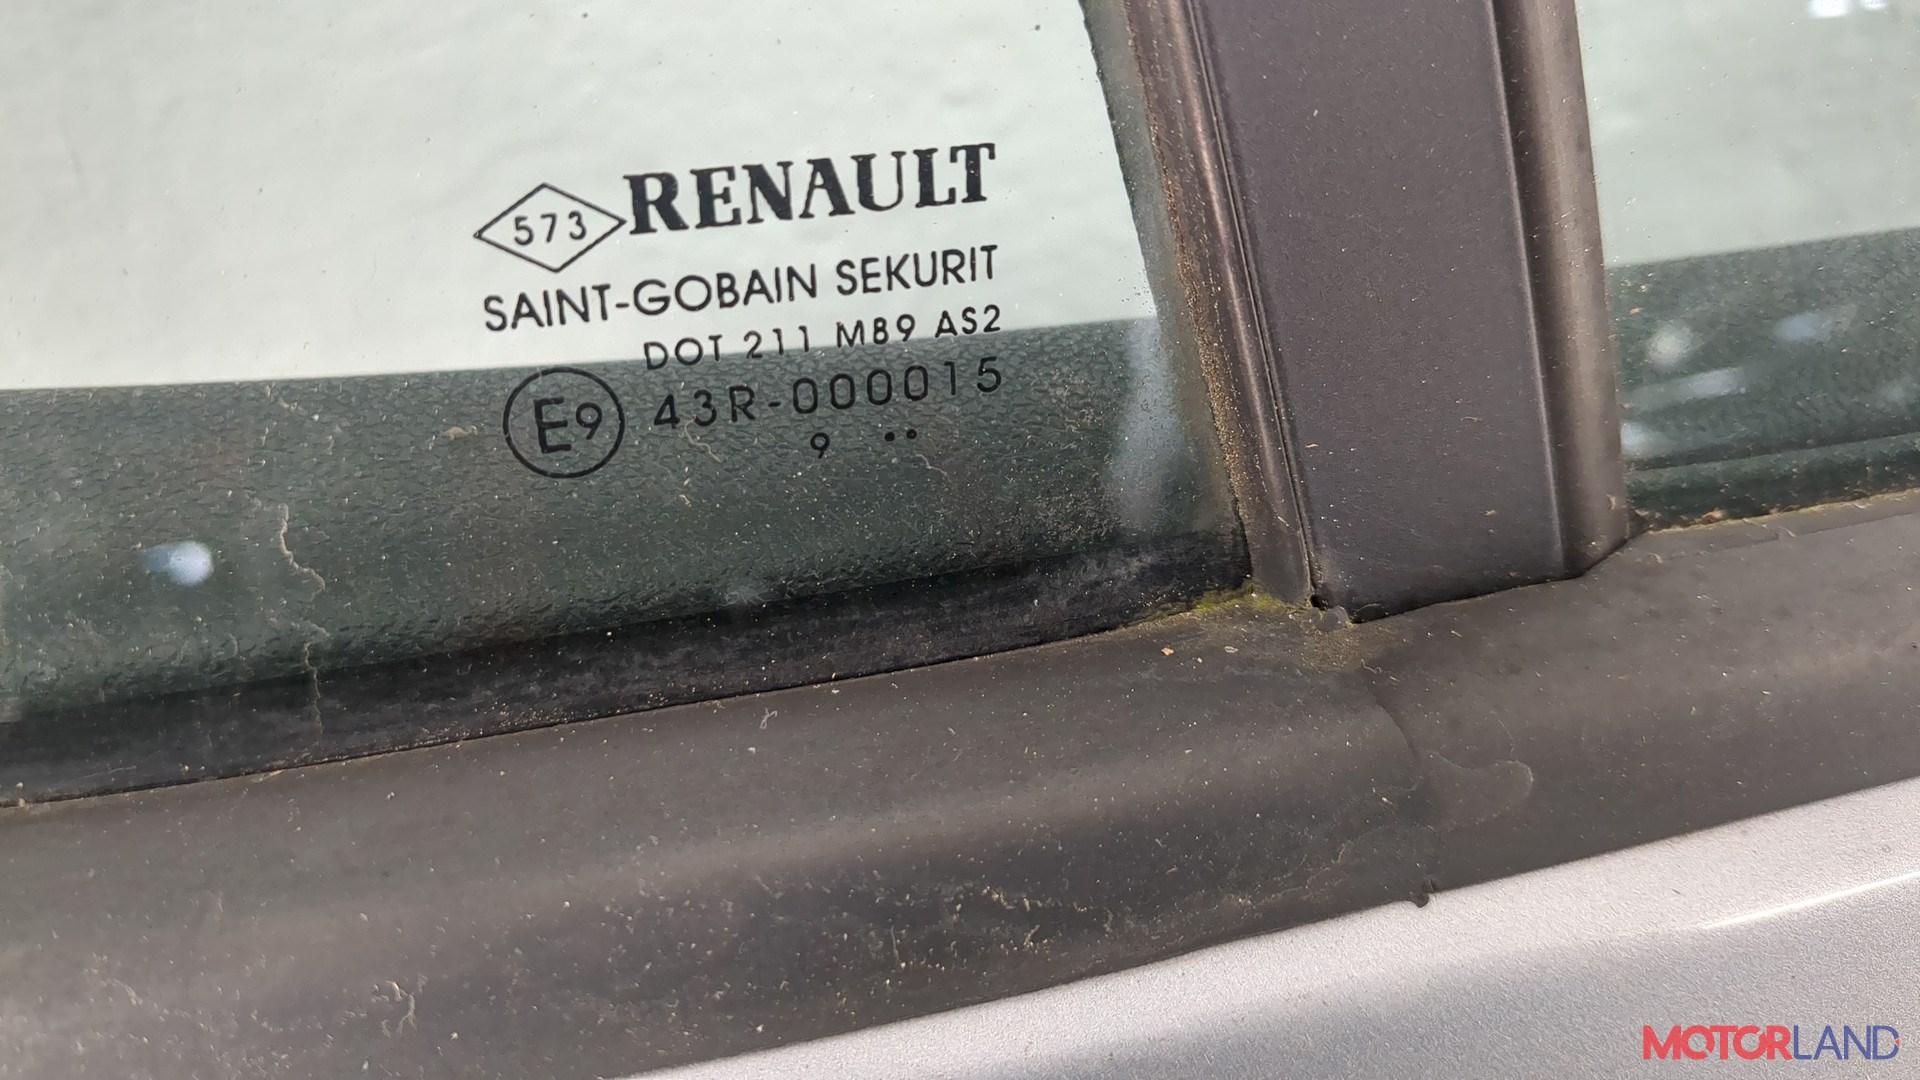 573 RENAULT
SAINT-GOBAIN SEKURIT
DOT 211 M89 AS2
E9 43R-000015
9 ••
MOTORLAND